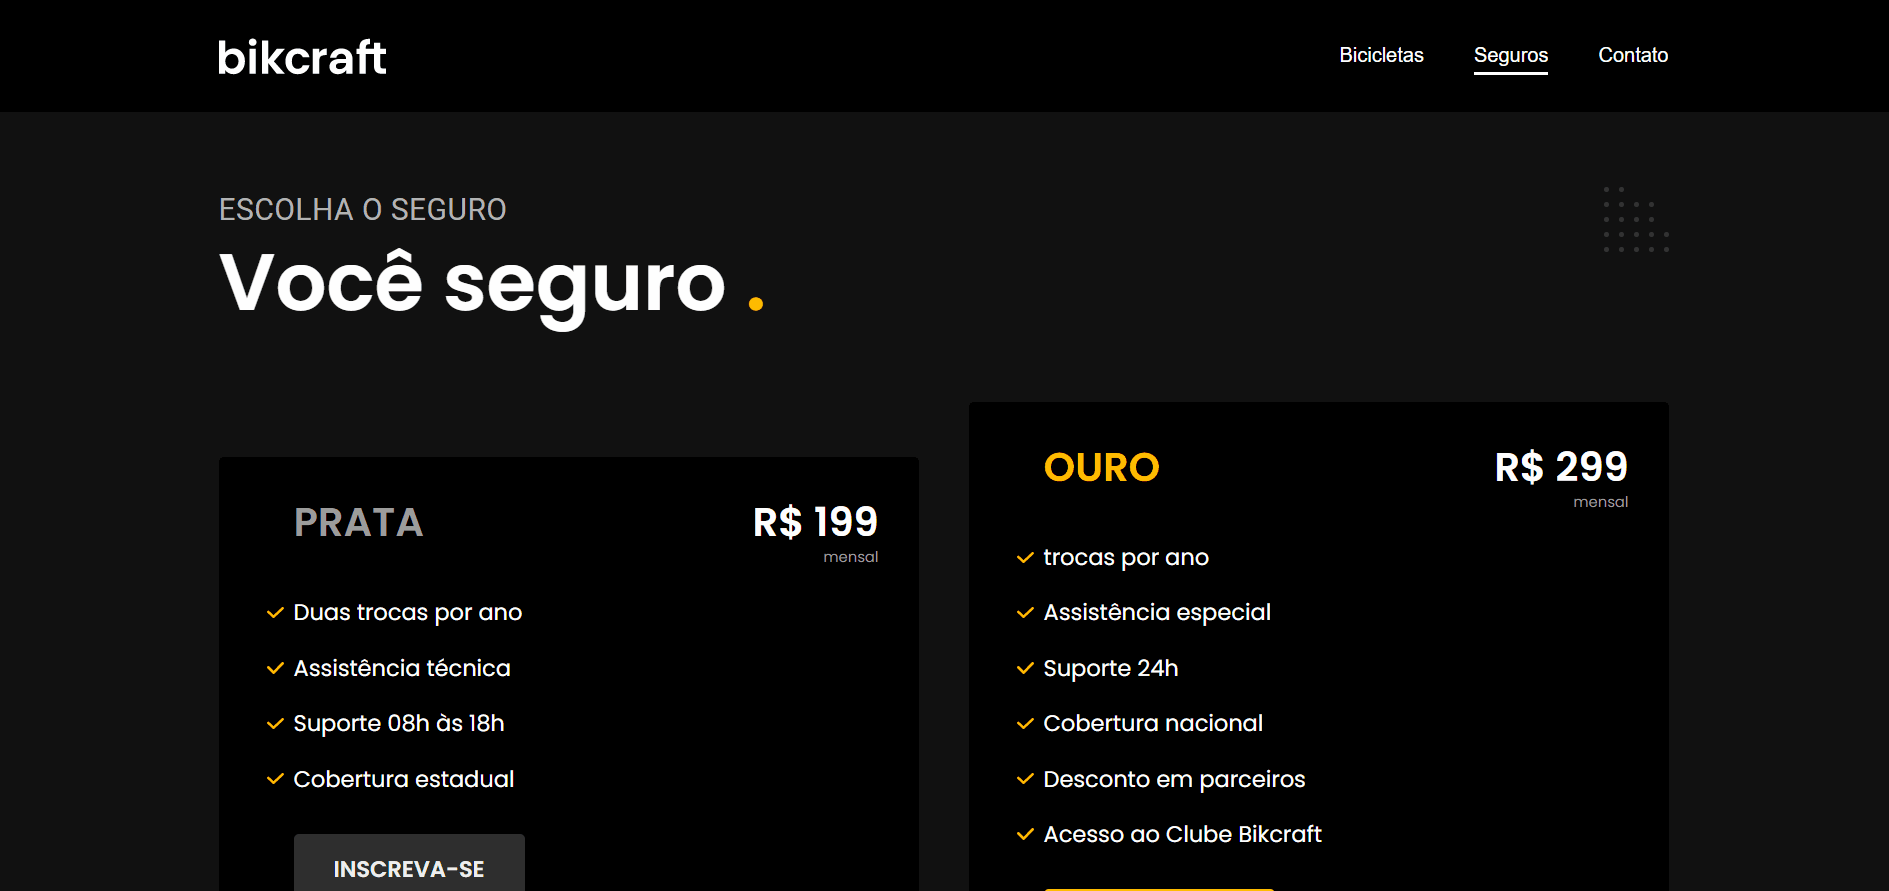 bikcraft
Bicicletas
Seguros
Contato
ESCOLHA O SEGURO
Você seguro .
PRATA
R$ 199
mensal
Duas trocas por ano
Assistência técnica
Suporte 08h às 18h
Cobertura estadual
INSCREVA-SE
OURO
R$ 299
mensal
trocas por ano
Assistência especial
Suporte 24h
Cobertura nacional
Desconto em parceiros
Acesso ao Clube Bikcraft